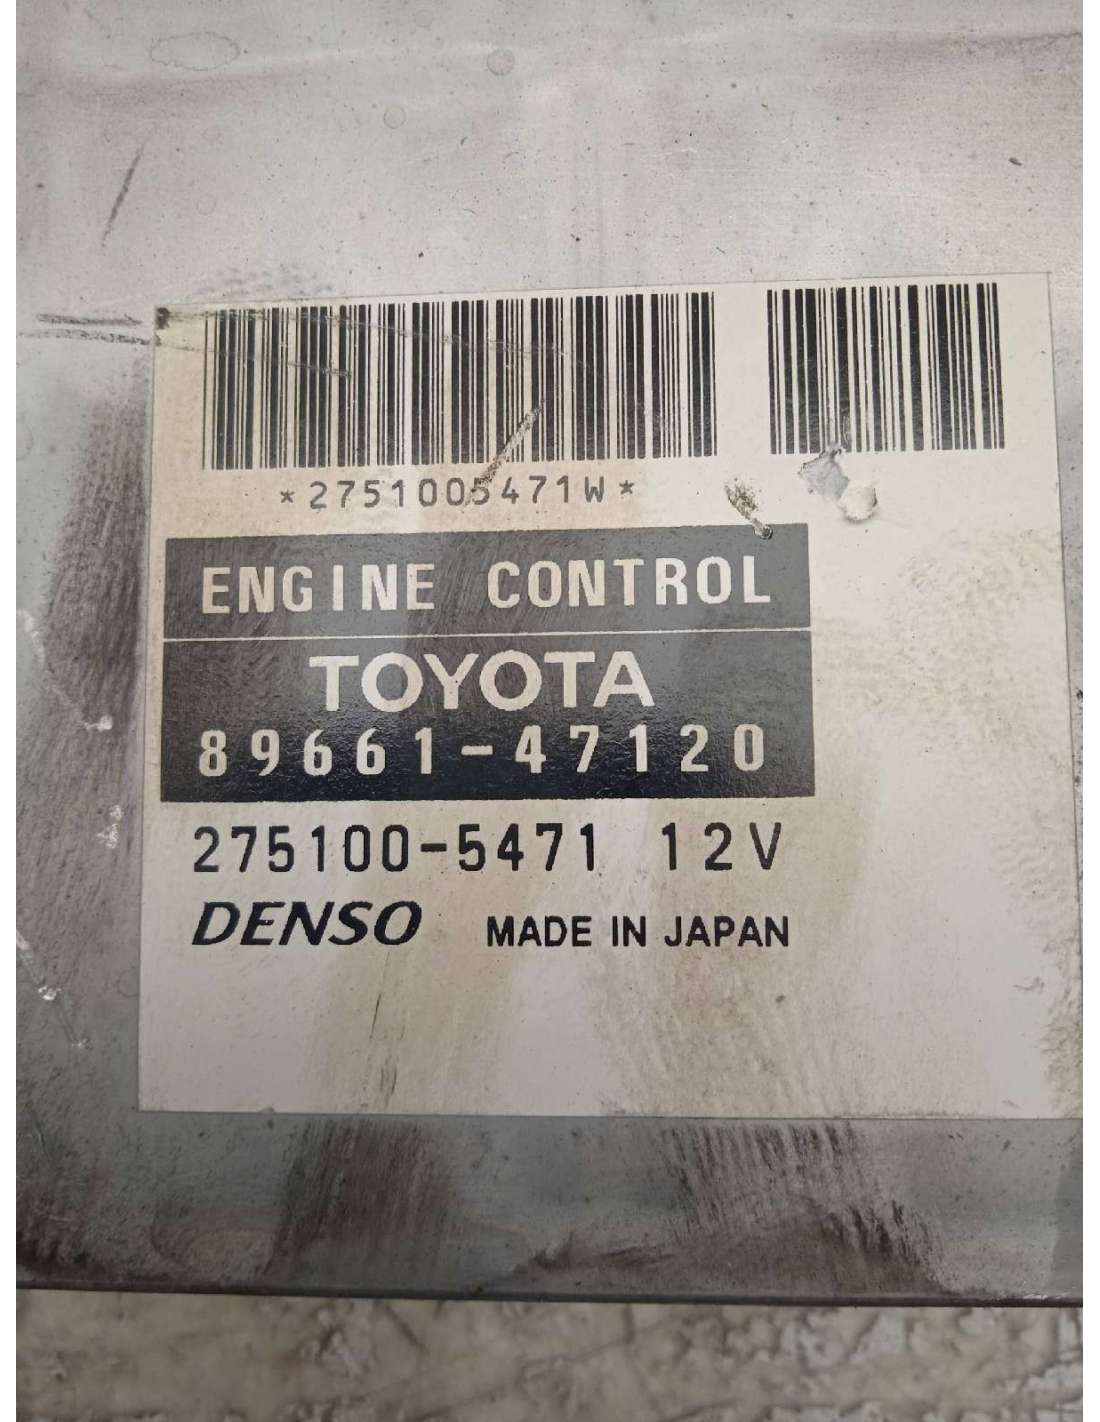 *2751005471W*
ENGINE CONTROL
TOYOTA
89661-47120
275100-5471 12V
DENSO MADE IN JAPAN